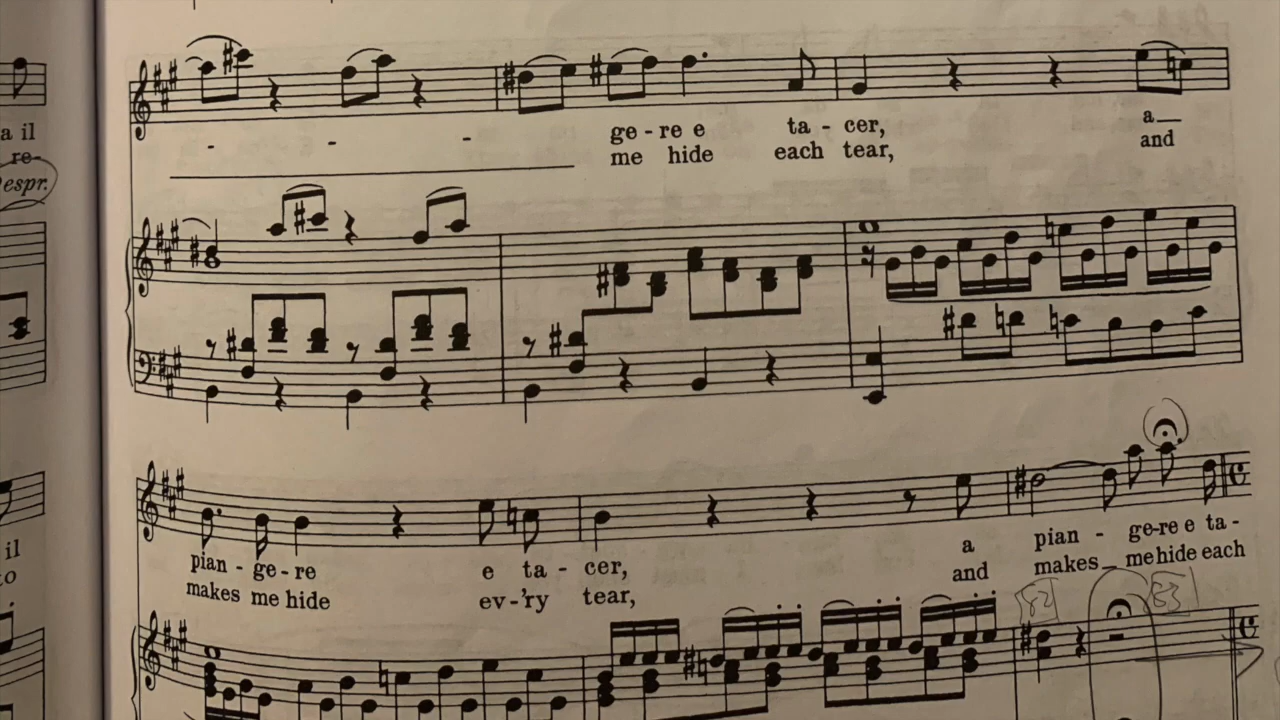 a il
re-
espr.
- - - ge - re e ta - cer, a
me hide each tear, and
il
to
pian - ge - re e ta - cer, a pian - ge-re e ta -
makes me hide ev-'ry tear, and makes me hide each
82 83